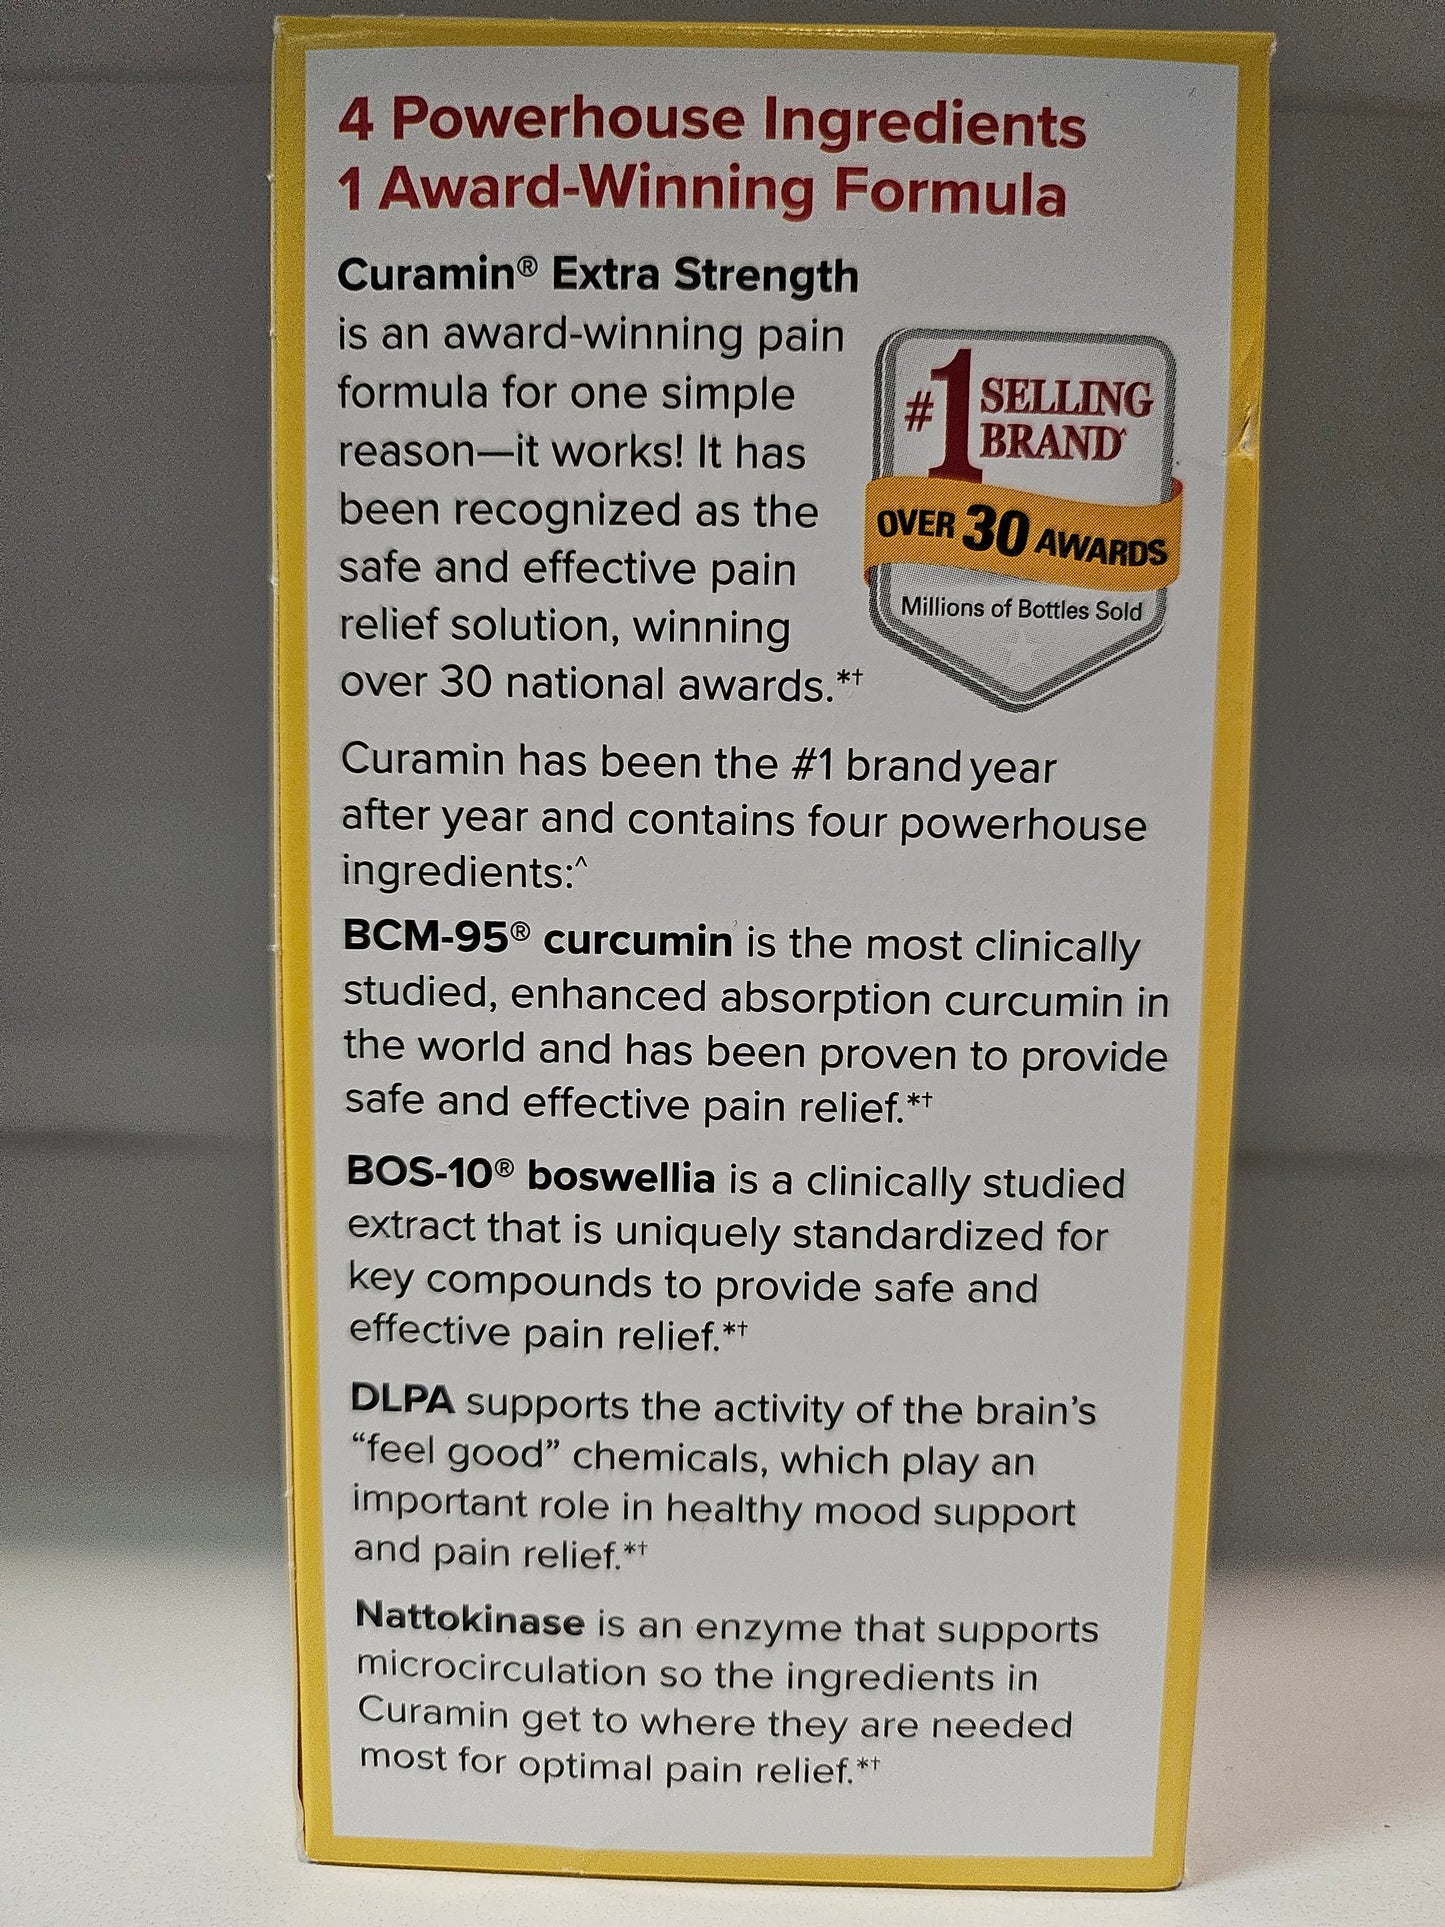 4 Powerhouse Ingredients
1 Award-Winning Formula
Curamin® Extra Strength
is an award-winning pain
formula for one simple
reason—it works! It has
been recognized as the
safe and effective pain
relief solution, winning
over 30 national awards.*†
#1 SELLING
BRAND^
OVER 30 AWARDS
Millions of Bottles Sold
Curamin has been the #1 brand year
after year and contains four powerhouse
ingredients:^
BCM-95® curcumin is the most clinically
studied, enhanced absorption curcumin in
the world and has been proven to provide
safe and effective pain relief.*†
BOS-10® boswellia is a clinically studied
extract that is uniquely standardized for
key compounds to provide safe and
effective pain relief.*†
DLPA supports the activity of the brain’s
“feel good” chemicals, which play an
important role in healthy mood support
and pain relief.*†
Nattokinase is an enzyme that supports
microcirculation so the ingredients in
Curamin get to where they are needed
most for optimal pain relief.*†